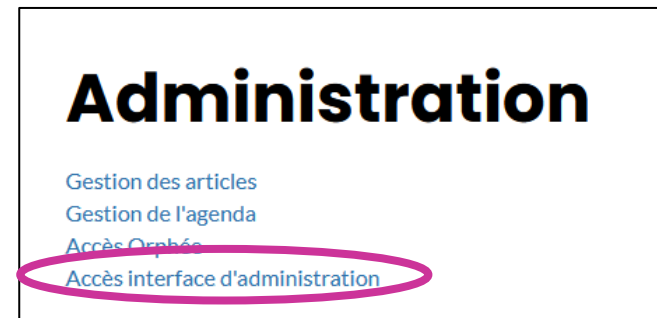 Administration
Gestion des articles
Gestion de l'agenda
Accès Orphée
Accès interface d'administration